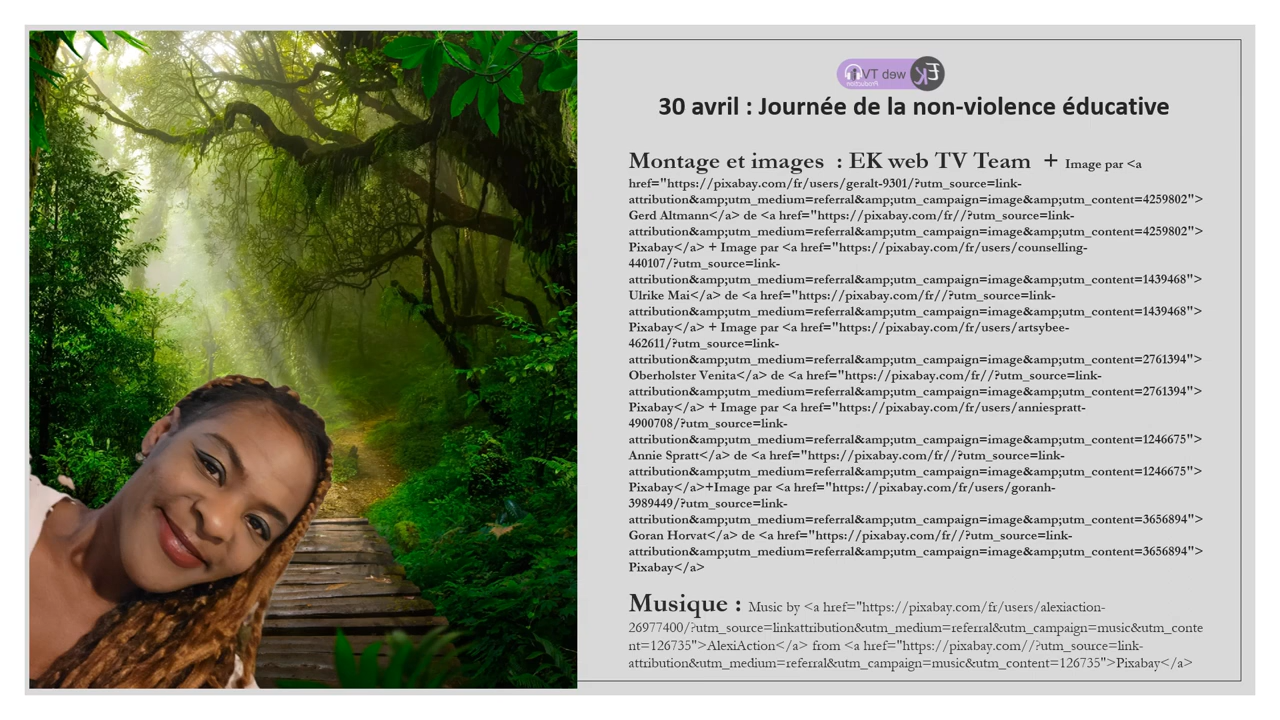 EK web TV
Production
30 avril : Journée de la non-violence éducative
Montage et images : EK web TV Team + Image par <a
href="https://pixabay.com/fr/users/geralt-9301/?utm_source=link-
attribution&amp;utm_medium=referral&amp;utm_campaign=image&amp;utm_content=4259802">
Gerd Altmann</a> de <a href="https://pixabay.com/fr//?utm_source=link-
attribution&amp;utm_medium=referral&amp;utm_campaign=image&amp;utm_content=4259802">
Pixabay</a> + Image par <a href="https://pixabay.com/fr/users/counselling-
440107/?utm_source=link-
attribution&amp;utm_medium=referral&amp;utm_campaign=image&amp;utm_content=1439468">
Ulrike Mai</a> de <a href="https://pixabay.com/fr//?utm_source=link-
attribution&amp;utm_medium=referral&amp;utm_campaign=image&amp;utm_content=1439468">
Pixabay</a> + Image par <a href="https://pixabay.com/fr/users/artsybee-
462611/?utm_source=link-
attribution&amp;utm_medium=referral&amp;utm_campaign=image&amp;utm_content=2761394">
Oberholster Venita</a> de <a href="https://pixabay.com/fr//?utm_source=link-
attribution&amp;utm_medium=referral&amp;utm_campaign=image&amp;utm_content=2761394">
Pixabay</a> + Image par <a href="https://pixabay.com/fr/users/anniespratt-
4900708/?utm_source=link-
attribution&amp;utm_medium=referral&amp;utm_campaign=image&amp;utm_content=1246675">
Annie Spratt</a> de <a href="https://pixabay.com/fr//?utm_source=link-
attribution&amp;utm_medium=referral&amp;utm_campaign=image&amp;utm_content=1246675">
Pixabay</a>+Image par <a href="https://pixabay.com/fr/users/goranh-
3989449/?utm_source=link-
attribution&amp;utm_medium=referral&amp;utm_campaign=image&amp;utm_content=3656894">
Goran Horvat</a> de <a href="https://pixabay.com/fr//?utm_source=link-
attribution&amp;utm_medium=referral&amp;utm_campaign=image&amp;utm_content=3656894">
Pixabay</a>
Musique : Music by <a href="https://pixabay.com/fr/users/alexiaction-
26977400/?utm_source=linkattribution&utm_medium=referral&utm_campaign=music&utm_conte
nt=126735">AlexiAction</a> from <a href="https://pixabay.com//?utm_source=link-
attribution&utm_medium=referral&utm_campaign=music&utm_content=126735">Pixabay</a>